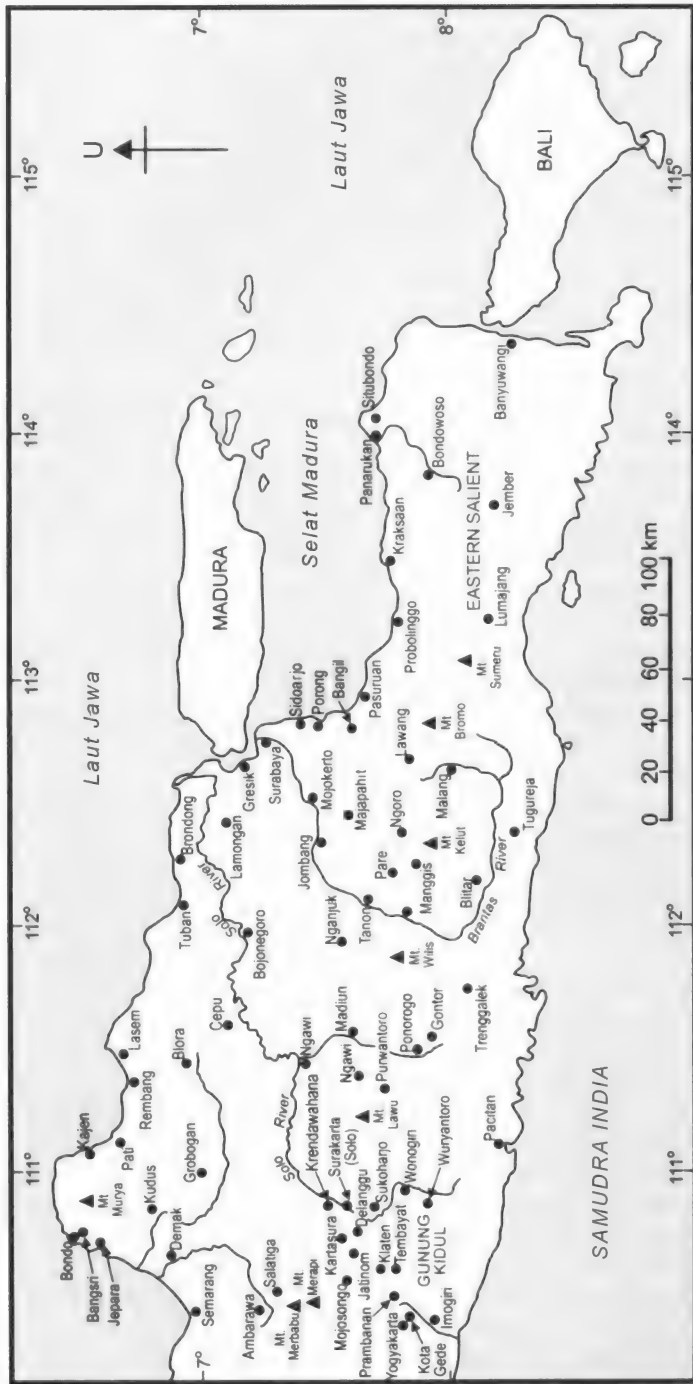 111°
112°
113°
114°
115°
7°
8°
7°
8°
111°
112°
113°
114°
115°
U
Laut Jawa
Laut Jawa
Selat Madura
MADURA
BALI
SAMUDRA INDIA
EASTERN SALIENT
GUNUNG
KIDUL
Bondo
Bangsri
Jepara
Mt
Murya
Kajen
Pati
Kudus
Demak
Semarang
Rembang
Lasem
Blora
Grobogan
Ambarawa
Salatiga
Mt.
Merbabu
Mt
Merapi
Tuban
Brondong
Cepu
Bojonegoro
Solo
River
Lamongan
Gresik
Surabaya
Sidoarjo
Porong
Bangil
Mojokerto
Majapahit
Jombang
Nganjuk
Ngawi
Solo
River
Krendawahana
Surakarta
(Solo)
Kartasura
Delanggu
Sukohano
Mojosongo
Jatinom
Klaten
Tembayat
Prambanan
Yogyakarta
Kota
Gede
Imogiri
Wonogiri
Wuryantoro
Mt.
Lawu
Ngawi
Madiun
Purwantoro
Ponorogo
Gontor
Trenggalek
Pacitan
Mt.
Wilis
Tanon
Pare
Manggis
Ngoro
Mt
Kelut
Blitar
Brantas
River
Tugureja
Malang
Lawang
Pasuruan
Mt
Bromo
Mt
Sumeru
Probolinggo
Kraksaan
Lumajang
Jember
Panarukan
Situbondo
Bondowoso
Banyuwangi
0 20 40 60 80 100 km